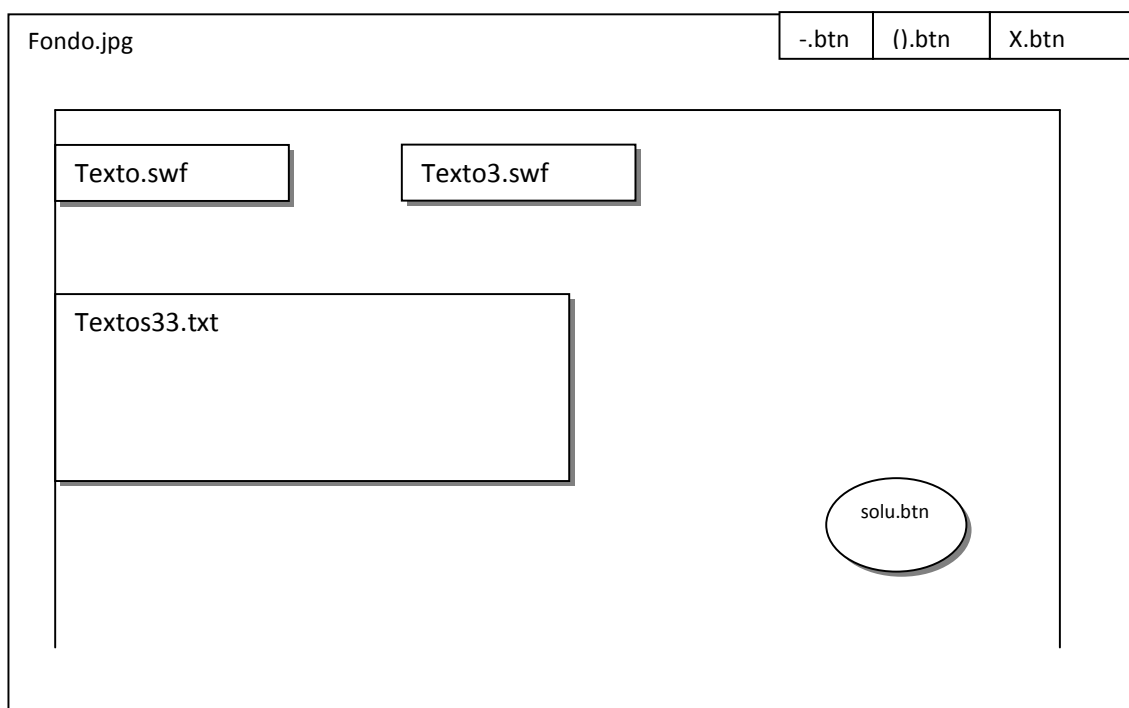 Fondo.jpg
-.btn
().btn
X.btn
Texto.swf
Texto3.swf
Textos33.txt
solu.btn